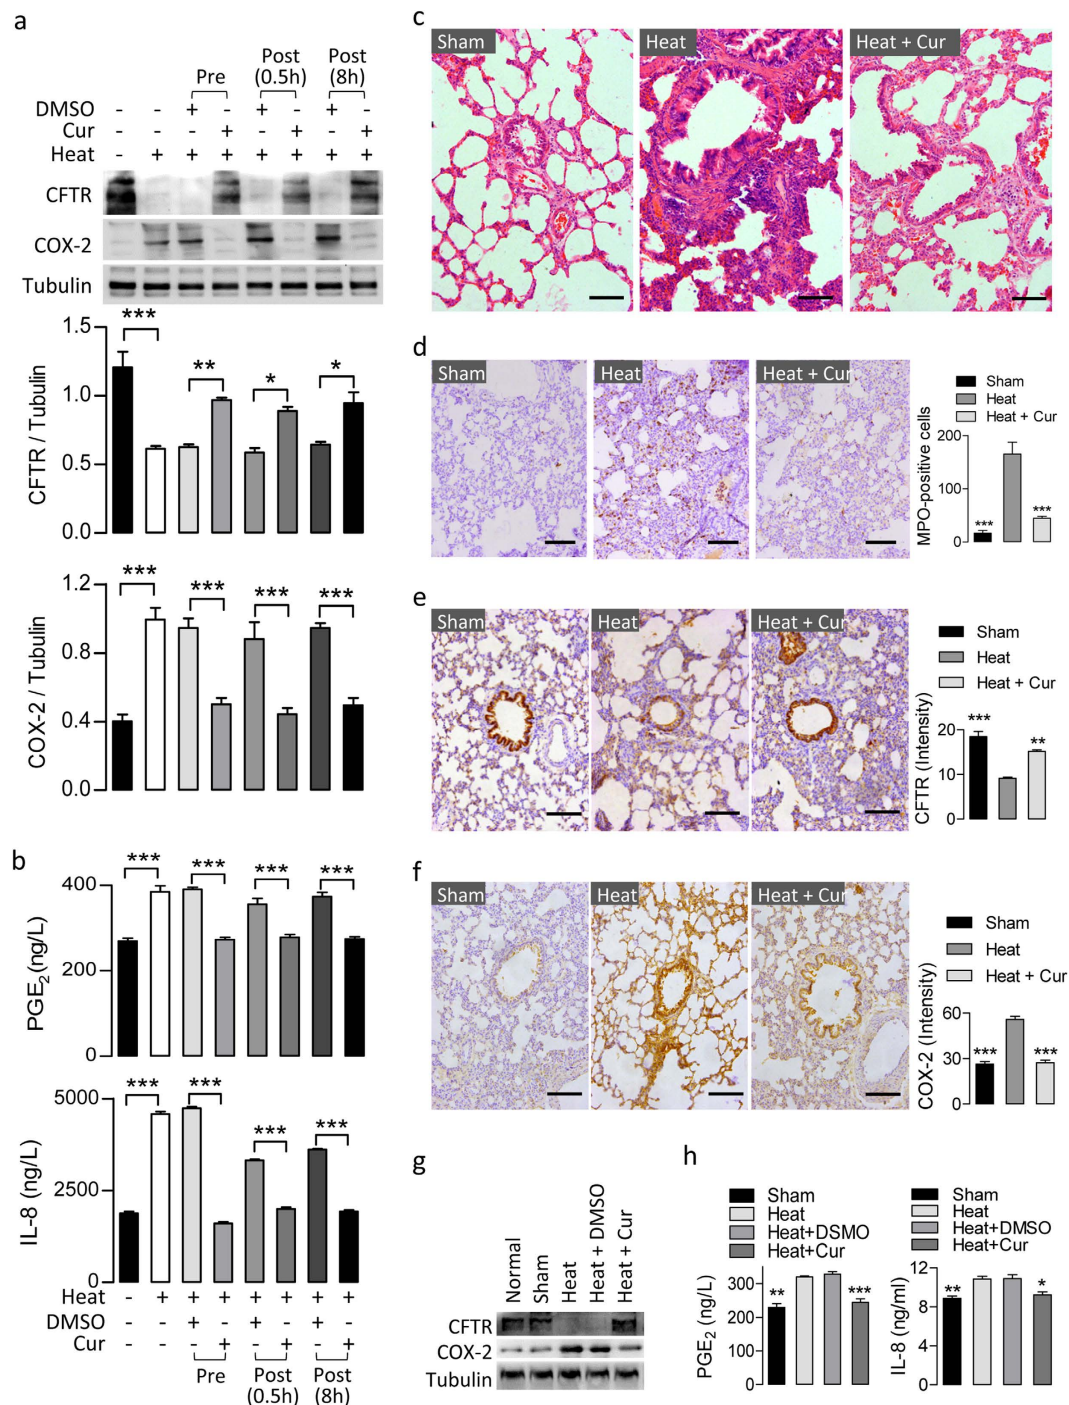 a
Post Post
Pre (0.5h) (8h)
DMSO - - + - + - + -
Cur - - - + - + - +
Heat - + + + + + + +
CFTR
COX-2
Tubulin
1.5
1.0
0.5
0.0
CFTR / Tubulin
*** ** * *
1.2
0.8
0.4
0.0
COX-2 / Tubulin
*** *** *** ***
b
400
200
0
PGE2 (ng/L)
*** *** *** ***
5000
2500
0
IL-8 (ng/L)
*** *** *** ***
Heat - + + + + + + +
DMSO - - + - + - + -
Cur - - - + - + - +
Pre Post Post
(0.5h) (8h)
c
Sham
Heat
Heat + Cur
d
Sham
Heat
Heat + Cur
Sham
Heat
Heat + Cur
200
100
0
MPO-positive cells
*** ***
e
Sham
Heat
Heat + Cur
Sham
Heat
Heat + Cur
20
10
0
CFTR (Intensity)
*** **
f
Sham
Heat
Heat + Cur
Sham
Heat
Heat + Cur
60
30
0
COX-2 (Intensity)
*** ***
g
Normal
Sham
Heat
Heat + DMSO
Heat + Cur
CFTR
COX-2
Tubulin
h
Sham
Heat
Heat+DSMO
Heat+Cur
300
200
100
0
PGE2 (ng/L)
** ***
Sham
Heat
Heat+DMSO
Heat+Cur
12
8
4
0
IL-8 (ng/ml)
** *